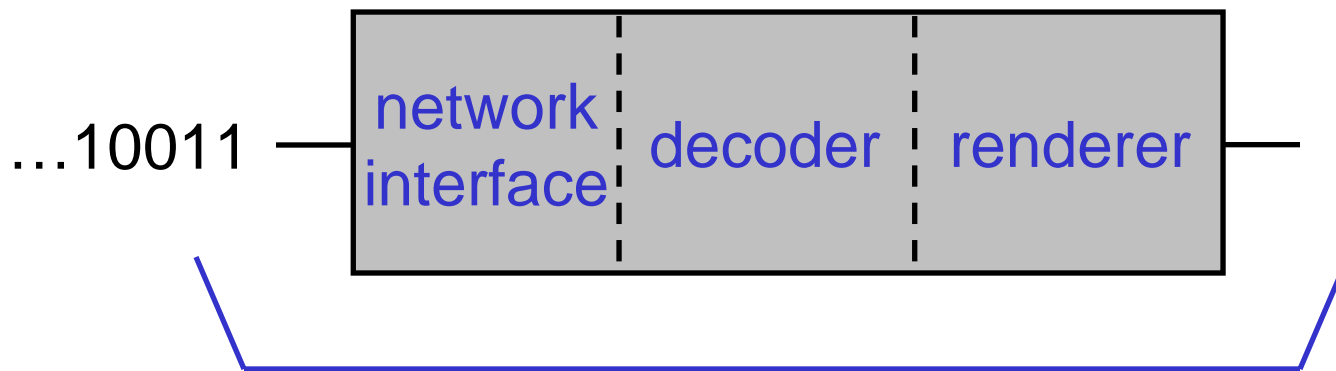 …10011
network
interface
decoder
renderer